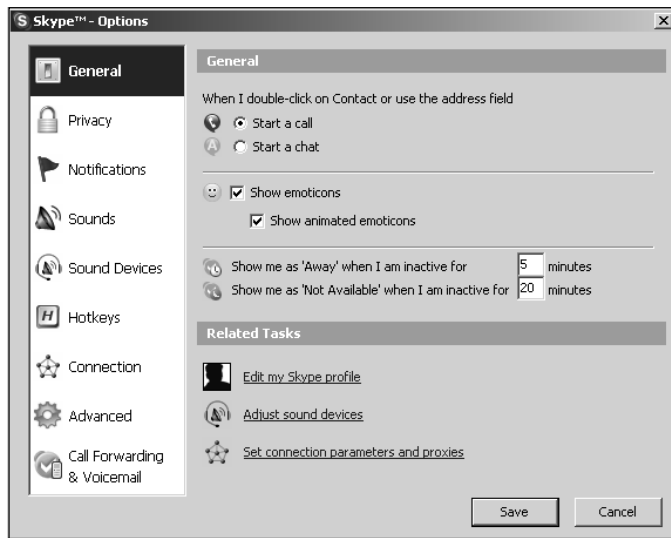 Skype™ - Options
General
Privacy
Notifications
Sounds
Sound Devices
Hotkeys
Connection
Advanced
Call Forwarding
& Voicemail
General
When I double-click on Contact or use the address field
Start a call
Start a chat
Show emoticons
Show animated emoticons
Show me as 'Away' when I am inactive for 5 minutes
Show me as 'Not Available' when I am inactive for 20 minutes
Related Tasks
Edit my Skype profile
Adjust sound devices
Set connection parameters and proxies
Save Cancel